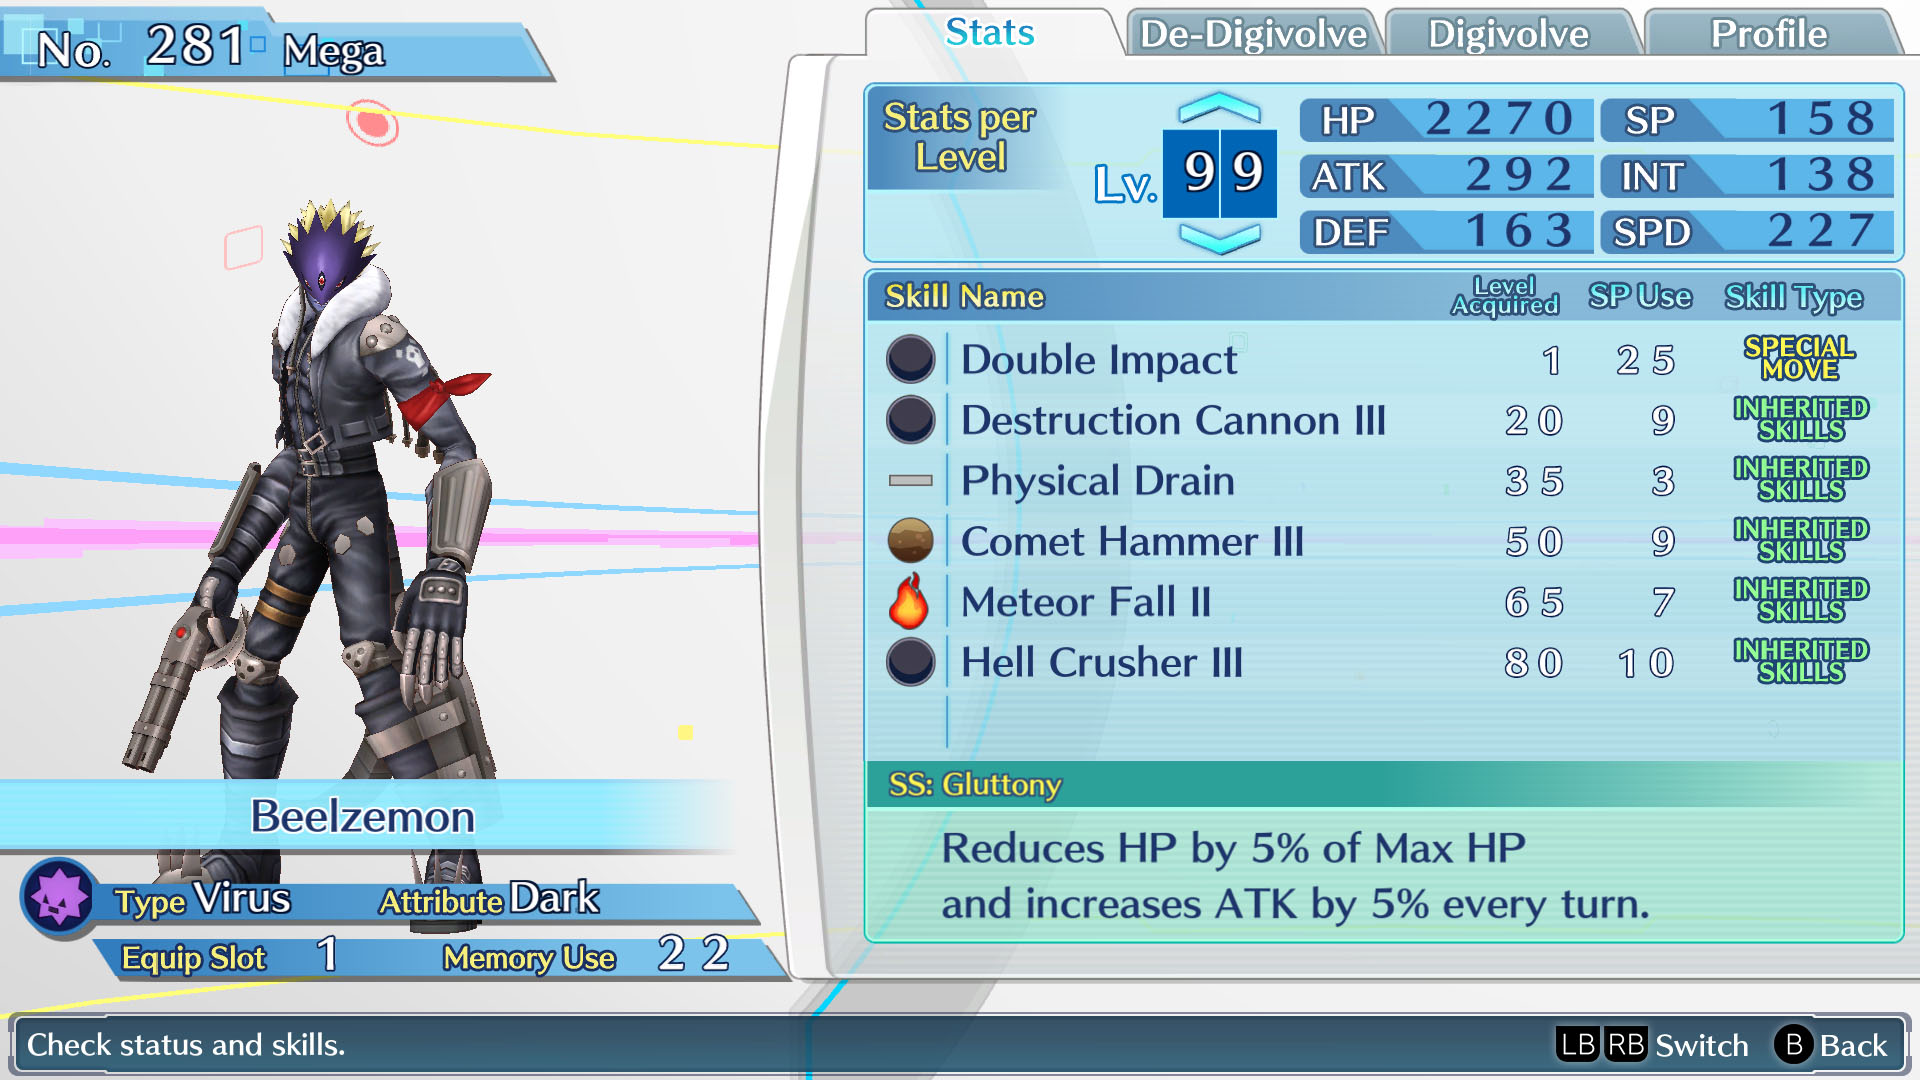 No. 281 Mega
Stats
De-Digivolve
Digivolve
Profile
Stats per
Level
Lv. 99
HP 2270
SP 158
ATK 292
INT 138
DEF 163
SPD 227
Skill Name
Level
Acquired
SP Use
Skill Type
Double Impact 1 25 SPECIAL
MOVE
Destruction Cannon III 20 9 INHERITED
SKILLS
Physical Drain 35 3 INHERITED
SKILLS
Comet Hammer III 50 9 INHERITED
SKILLS
Meteor Fall II 65 7 INHERITED
SKILLS
Hell Crusher III 80 10 INHERITED
SKILLS
SS: Gluttony
Reduces HP by 5% of Max HP
and increases ATK by 5% every turn.
Beelzemon
Type Virus Attribute Dark
Equip Slot 1 Memory Use 22
Check status and skills.
LB RB Switch B Back